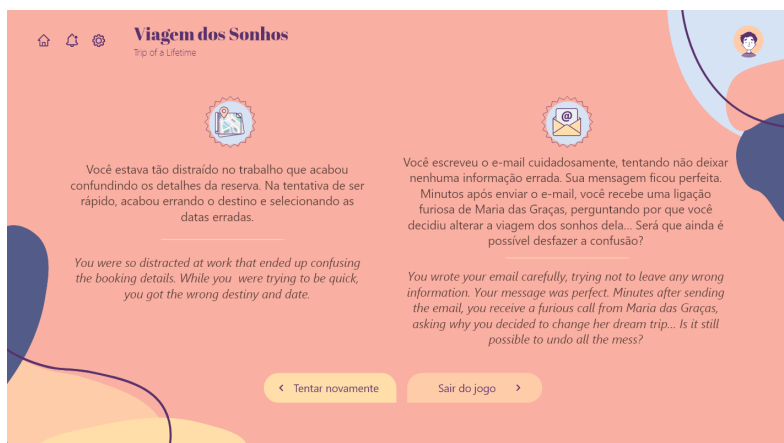 Viagem dos Sonhos
Trip of a Lifetime
Você estava tão distraído no trabalho que acabou
confundindo os detalhes da reserva. Na tentativa de ser
rápido, acabou errando o destino e selecionando as
datas erradas.
You were so distracted at work that ended up confusing
the booking details. While you were trying to be quick,
you got the wrong destiny and date.
@
Você escreveu o e-mail cuidadosamente, tentando não deixar
nenhuma informação errada. Sua mensagem ficou perfeita.
Minutos após enviar o e-mail, você recebe uma ligação
furiosa de Maria das Graças, perguntando por que você
decidiu alterar a viagem dos sonhos dela... Será que ainda é
possível desfazer a confusão?
You wrote your email carefully, trying not to leave any wrong
information. Your message was perfect. Minutes after sending
the email, you receive a furious call from Maria das Graças,
asking why you decided to change her dream trip... Is it still
possible to undo all the mess?
Tentar novamente
Sair do jogo